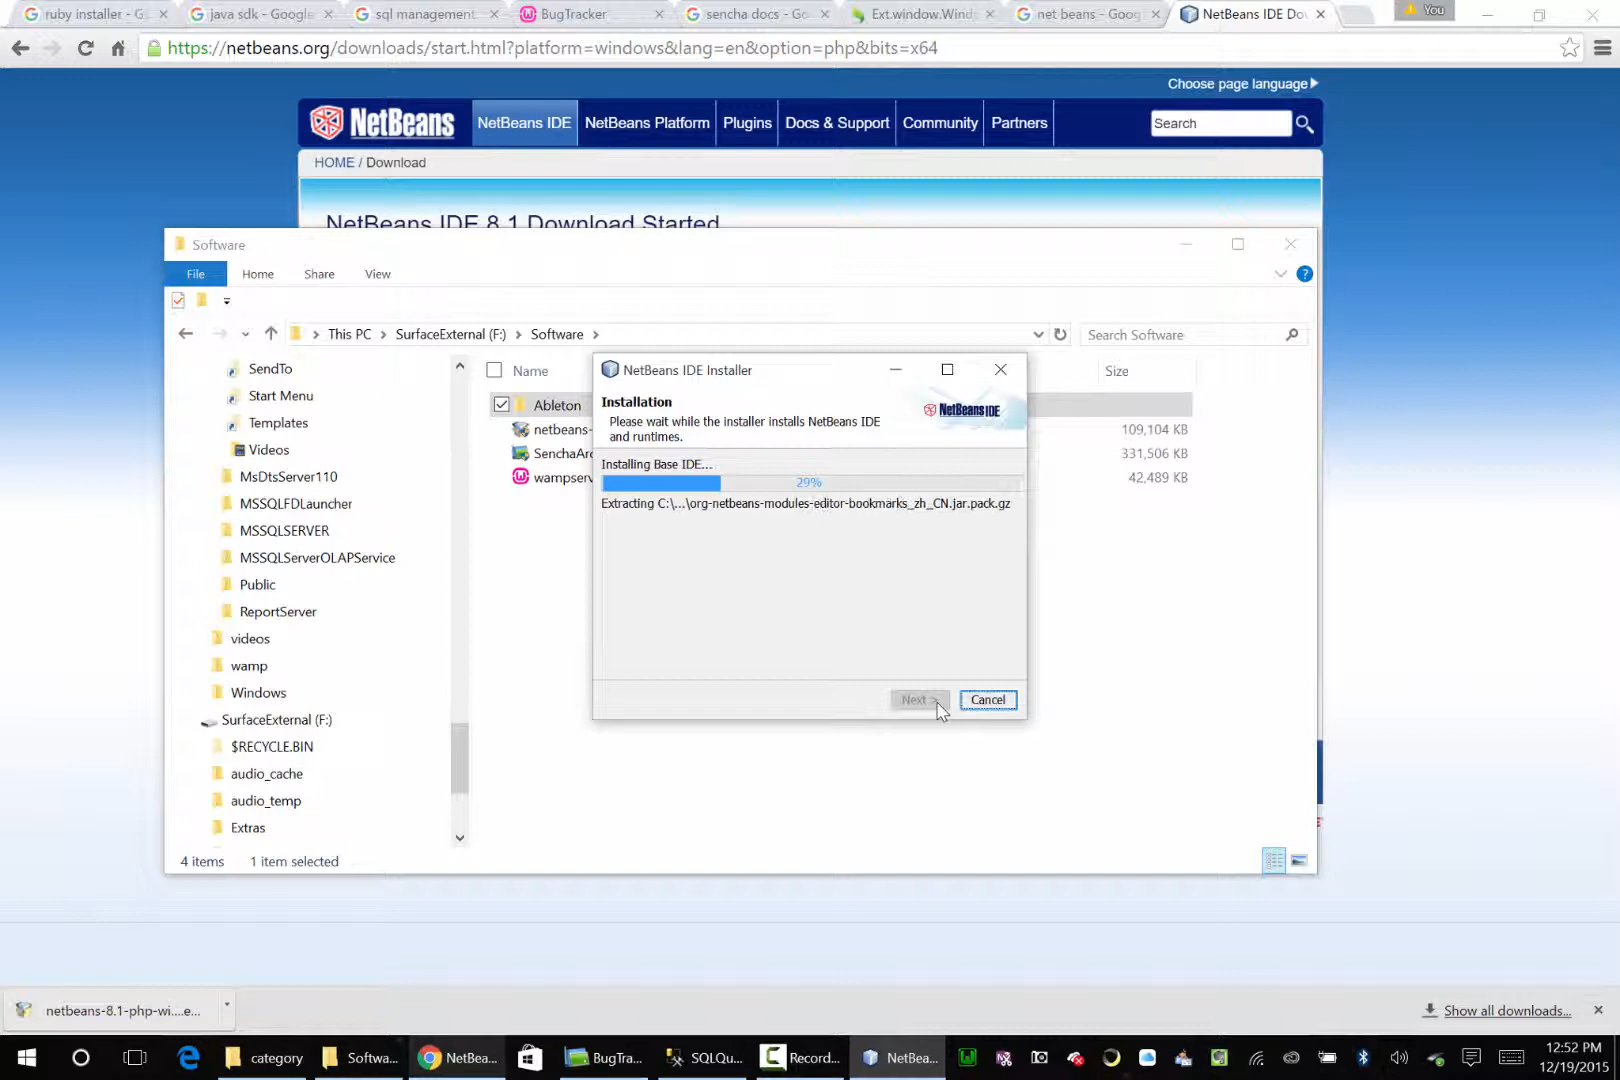 ruby installer - G
java sdk - Google
sql management
BugTracker
sencha docs - Go
Ext.window.Wind
net beans - Goog
NetBeans IDE Do
You
https://netbeans.org/downloads/start.html?platform=windows&lang=en&option=php&bits=x64
Choose page language
NetBeans
NetBeans IDE
NetBeans Platform
Plugins
Docs & Support
Community
Partners
Search
HOME / Download
NetBeans IDE 8.1 Download Started
Software
File
Home
Share
View
This PC
SurfaceExternal (F:)
Software
Search Software
SendTo
Start Menu
Templates
Videos
MsDtsServer110
MSSQLFDLauncher
MSSQLSERVER
MSSQLServerOLAPService
Public
ReportServer
videos
wamp
Windows
SurfaceExternal (F:)
$RECYCLE.BIN
audio_cache
audio_temp
Extras
Name
Size
Ableton
netbeans-
109,104 KB
SenchaAr
331,506 KB
wampserv
42,489 KB
NetBeans IDE Installer
Installation
Please wait while the installer installs NetBeans IDE
and runtimes.
NetBeans IDE
Installing Base IDE...
29%
Extracting C:\...\org-netbeans-modules-editor-bookmarks_zh_CN.jar.pack.gz
Next >
Cancel
4 items
1 item selected
netbeans-8.1-php-wi....e...
Show all downloads...
category
Softwa...
NetBea...
BugTra...
SQLQu...
Record...
NetBea...
12:52 PM
12/19/2015